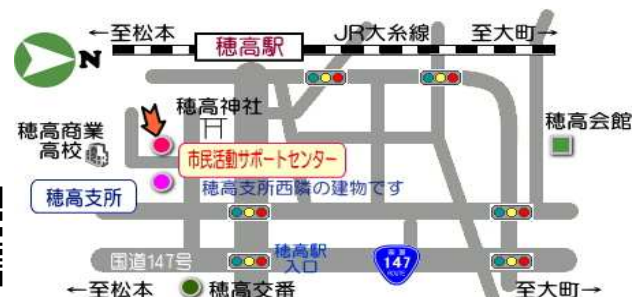 ←至松本
穂高駅
JR大糸線
至大町→
N
穂高神社
穂高商業
高校
穂高会館
市民活動サポートセンター
穂高支所
穂高支所西隣の建物です
国道147号
穂高駅
入口
国道
147
ROUTE
←至松本
穂高交番
至大町→